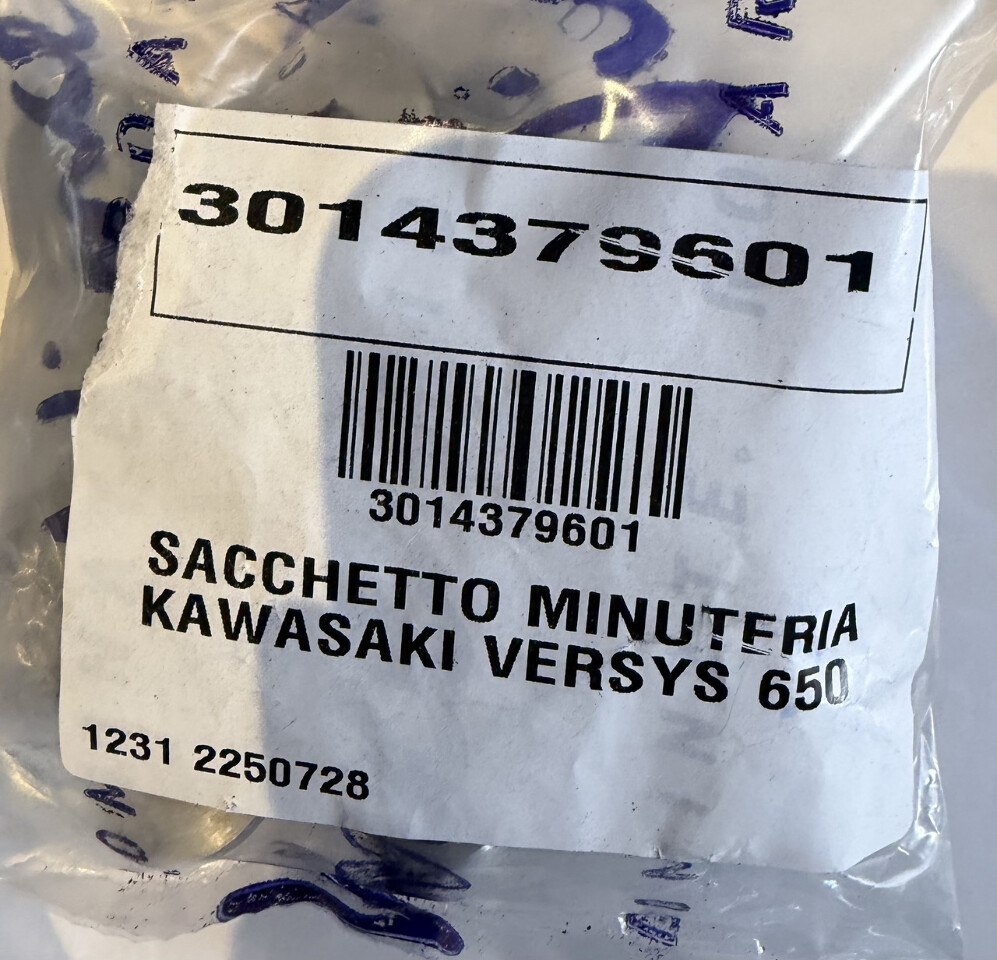 3014379601
3014379601
SACCHETTO MINUTERIA
KAWASAKI VERSYS 650
1231 2250728